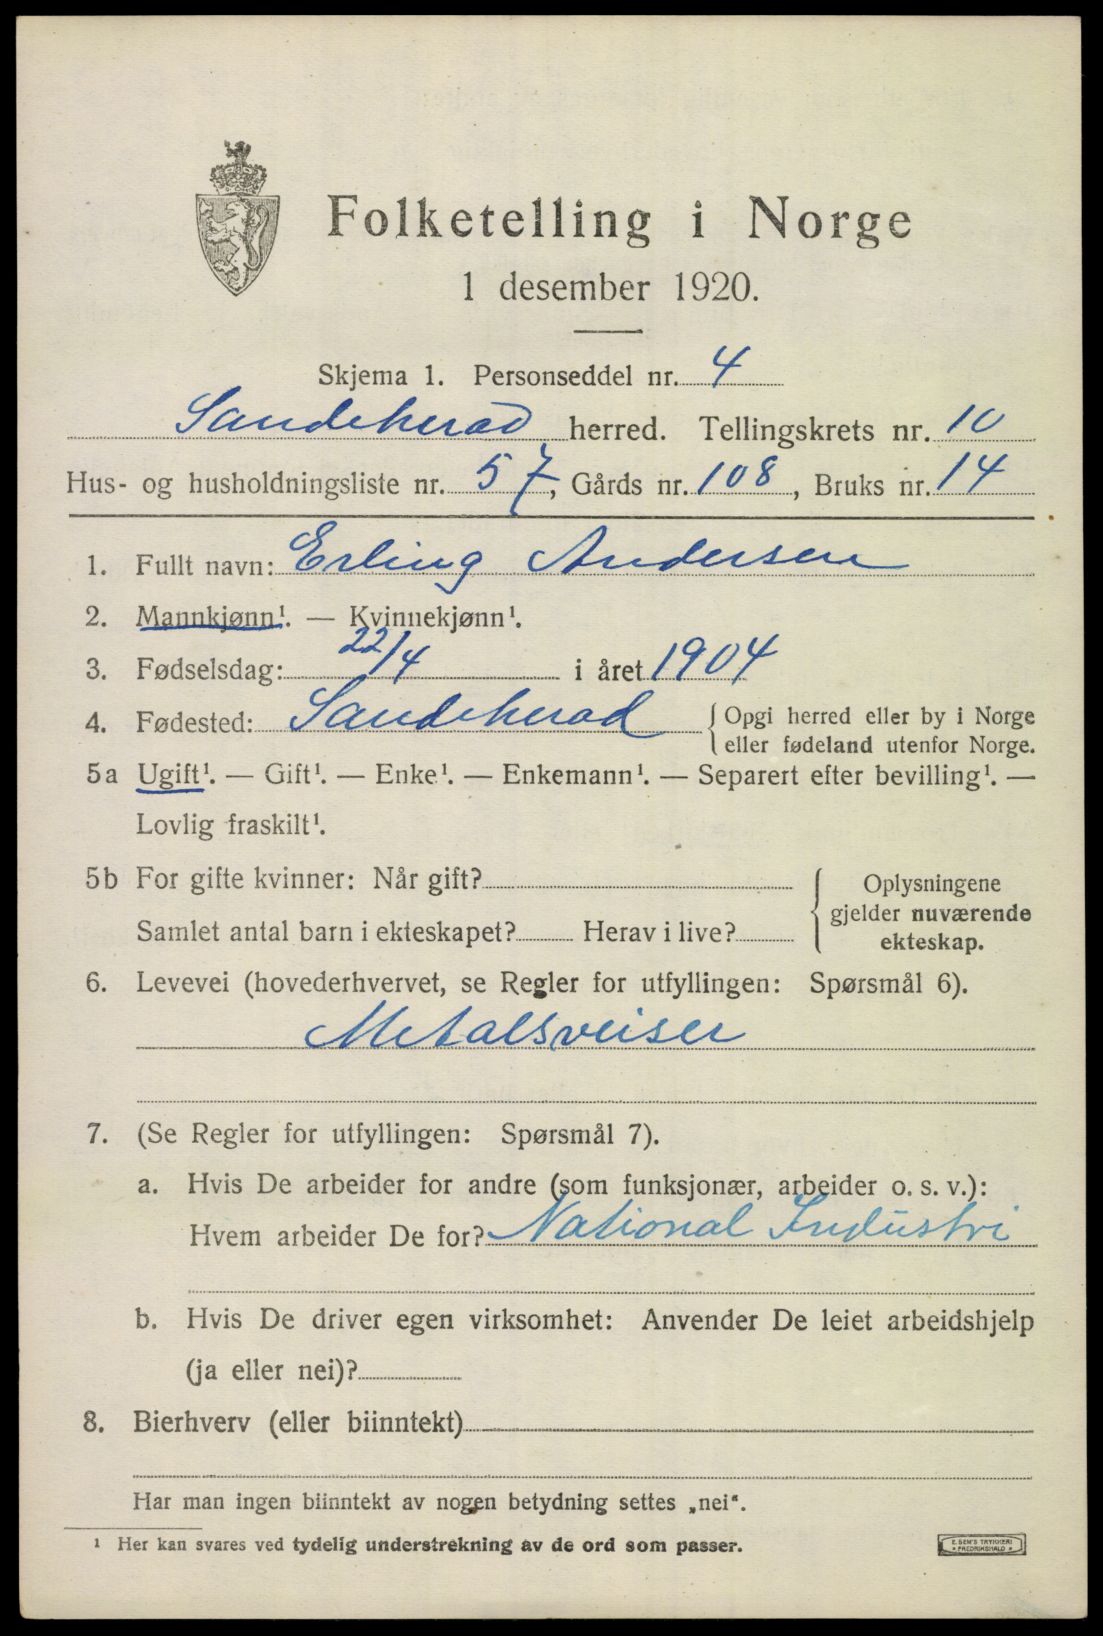 Folketelling i Norge
1 desember 1920.
Skjema 1. Personseddel nr. 4
Sandeherad herred. Tellingskrets nr. 10
Hus- og husholdningsliste nr. 57, Gårds nr. 108, Bruks nr. 14
1. Fullt navn: Erling Andersen
2. Mannkjønn¹. — Kvinnekjønn¹.
3. Fødselsdag: 22/4 i året 1904
4. Fødested: Sandeherad {Opgi herred eller by i Norge
eller fødeland utenfor Norge.
5a Ugift¹. — Gift¹. — Enke¹. — Enkemann¹. — Separert efter bevilling¹. —
Lovlig fraskilt¹.
5b For gifte kvinner: Når gift?
Samlet antal barn i ekteskapet? Herav i live?
Oplysningene
gjelder nuværende
ekteskap.
6. Levevei (hovederhvervet, se Regler for utfyllingen: Spørsmål 6).
Metalsveiser
7. (Se Regler for utfyllingen: Spørsmål 7).
a. Hvis De arbeider for andre (som funksjonær, arbeider o. s. v.):
Hvem arbeider De for? National Industri
b. Hvis De driver egen virksomhet: Anvender De leiet arbeidshjelp
(ja eller nei)?
8. Bierhverv (eller biinntekt)
Har man ingen biinntekt av nogen betydning settes „nei“.
¹ Her kan svares ved tydelig understrekning av de ord som passer.
E. SEM'S TRYKKERI
* FREDRIKSHALD *